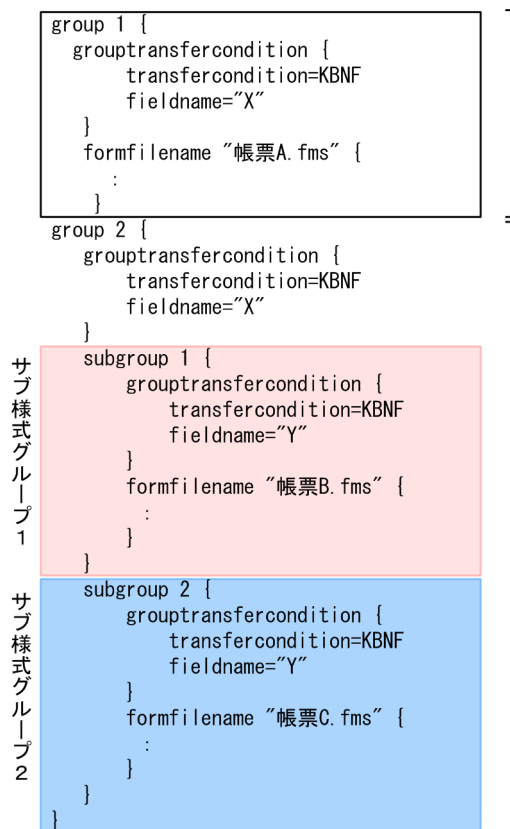 group 1 {
grouptransfercondition {
transfercondition=KBNF
fieldname="X"
}
formfilename "帳票A.fms" {
:
}
group 2 {
grouptransfercondition {
transfercondition=KBNF
fieldname="X"
}
サブ様式グループ1
subgroup 1 {
grouptransfercondition {
transfercondition=KBNF
fieldname="Y"
}
formfilename "帳票B.fms" {
:
}
}
サブ様式グループ2
subgroup 2 {
grouptransfercondition {
transfercondition=KBNF
fieldname="Y"
}
formfilename "帳票C.fms" {
:
}
}
}